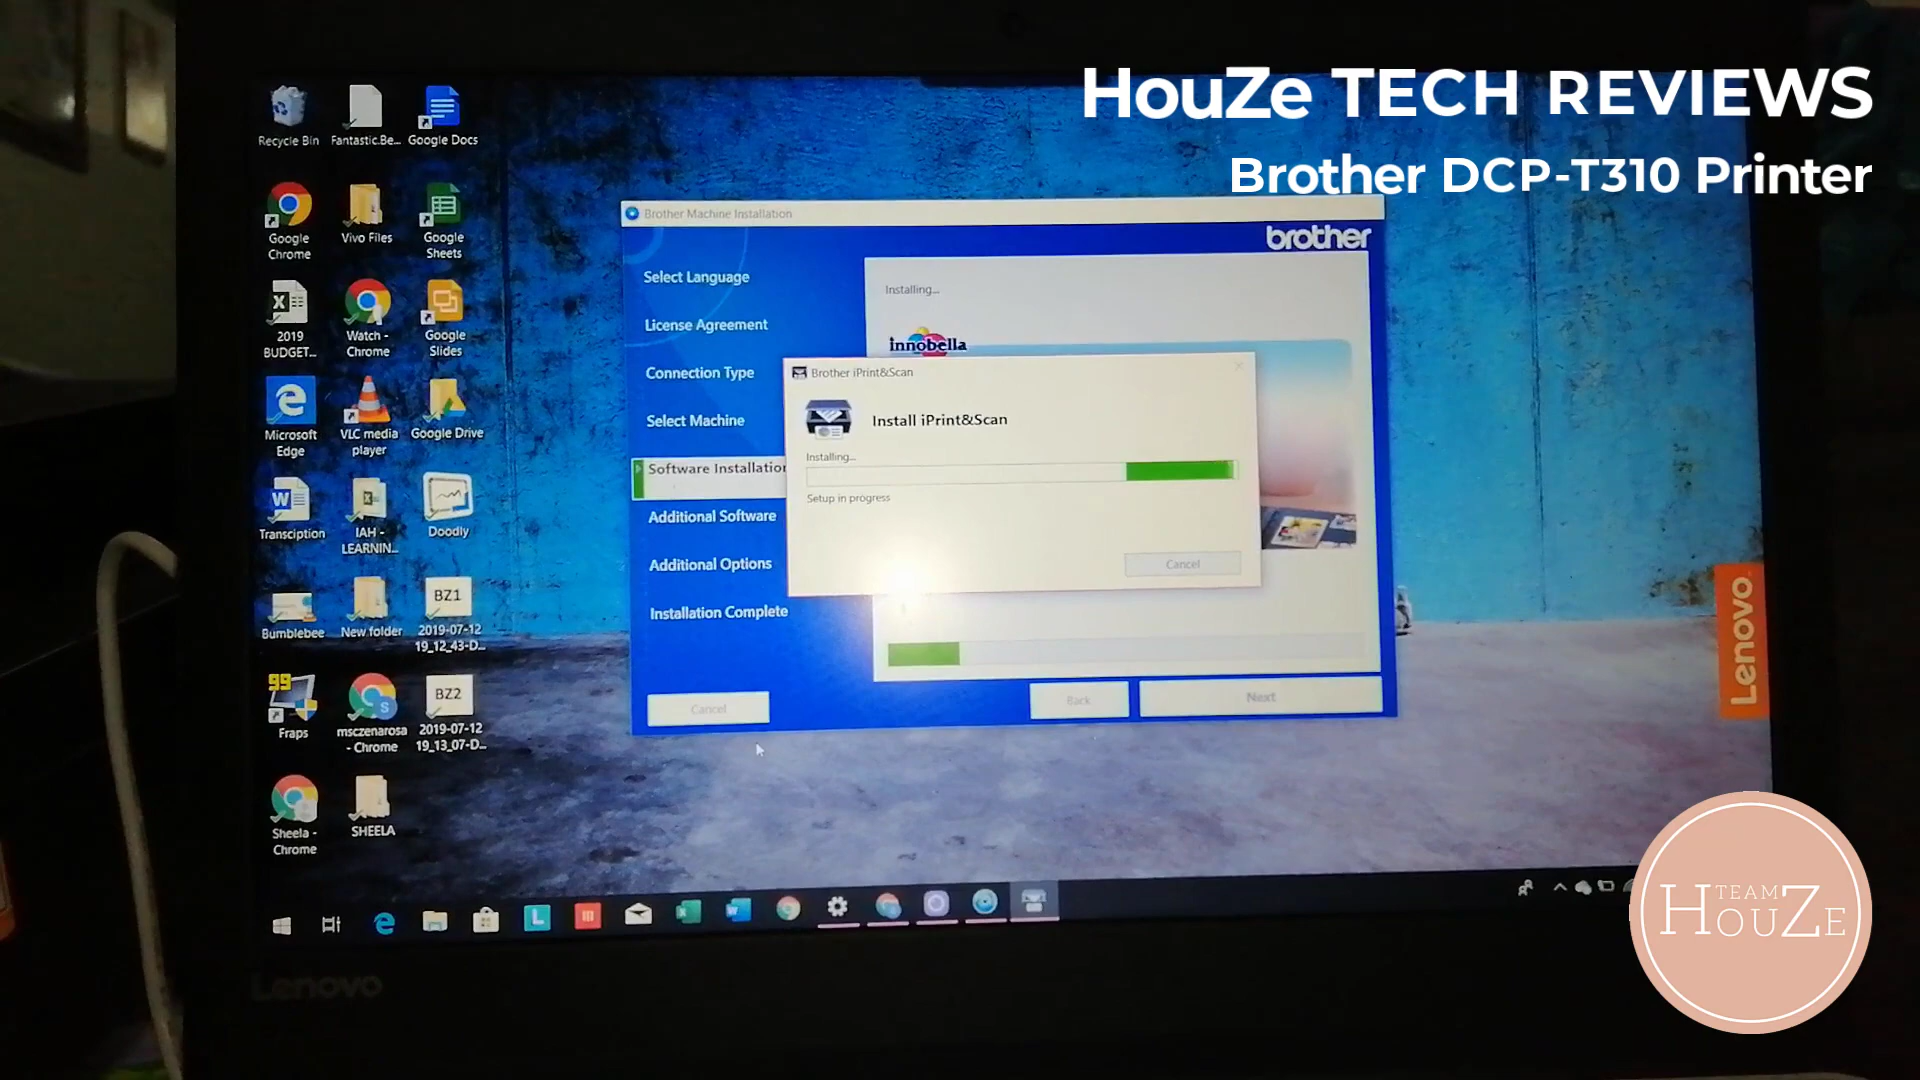 HouZe TECH REVIEWS
Brother DCP-T310 Printer
Recycle Bin
Fantastic.Be...
Google Docs
Google
Chrome
Vivo Files
Google
Sheets
2019
BUDGET...
Watch -
Chrome
Google
Slides
Microsoft
Edge
VLC media
player
Google Drive
Transciption
IAH -
LEARNIN...
Doodly
Bumblebee
New folder
BZ1
2019-07-12
19_12_43-D...
99
Fraps
msczenarosa
- Chrome
BZ2
2019-07-12
19_13_07-D...
Sheela -
Chrome
SHEELA
Brother Machine Installation
brother
Select Language
License Agreement
Connection Type
Select Machine
Software Installation
Additional Software
Additional Options
Installation Complete
Installing...
innobella
Brother iPrint&Scan
Install iPrint&Scan
Installing...
Setup in progress
Cancel
Cancel
Back
Next
Lenovo
Lenovo
TEAM
HOUZE